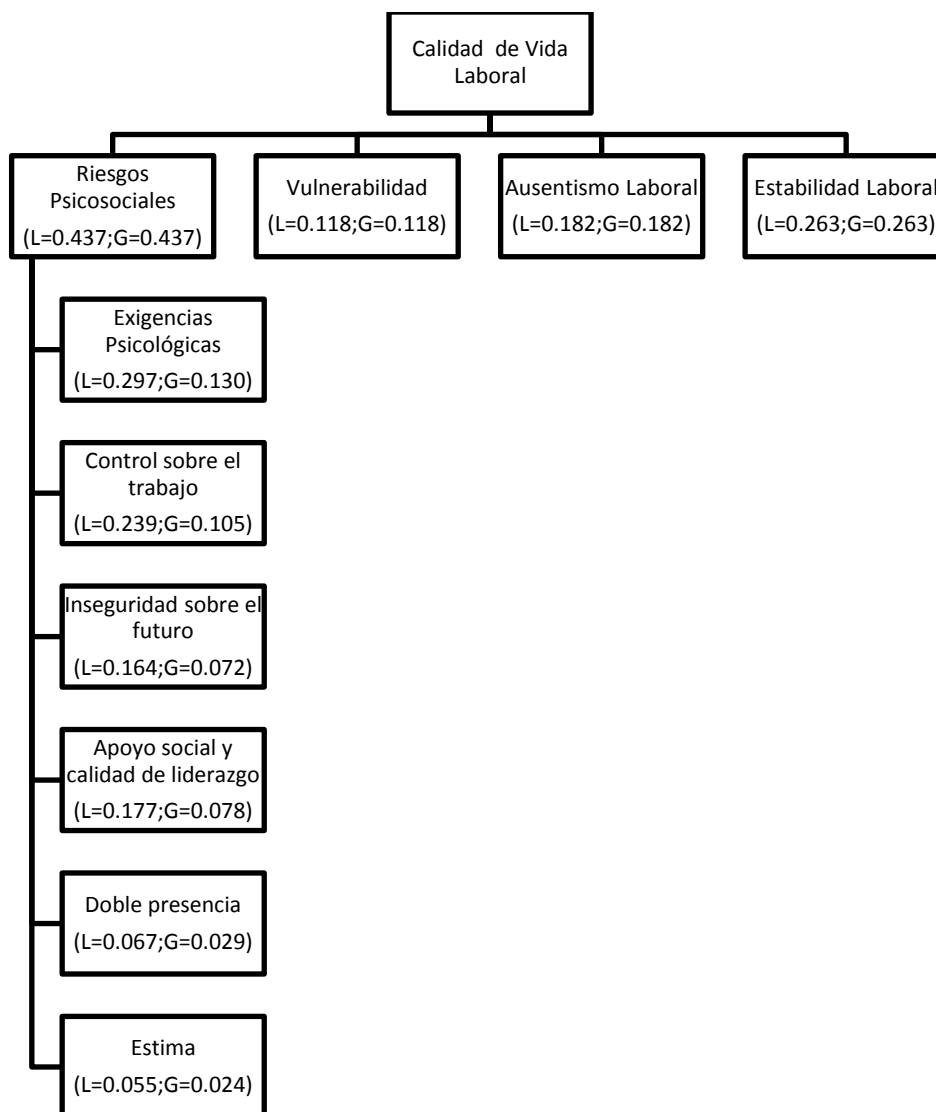 Calidad de Vida
Laboral
Riesgos
Psicosociales
(L=0.437;G=0.437)
Vulnerabilidad
(L=0.118;G=0.118)
Ausentismo Laboral
(L=0.182;G=0.182)
Estabilidad Laboral
(L=0.263;G=0.263)
Exigencias
Psicológicas
(L=0.297;G=0.130)
Control sobre el
trabajo
(L=0.239;G=0.105)
Inseguridad sobre el
futuro
(L=0.164;G=0.072)
Apoyo social y
calidad de liderazgo
(L=0.177;G=0.078)
Doble presencia
(L=0.067;G=0.029)
Estima
(L=0.055;G=0.024)